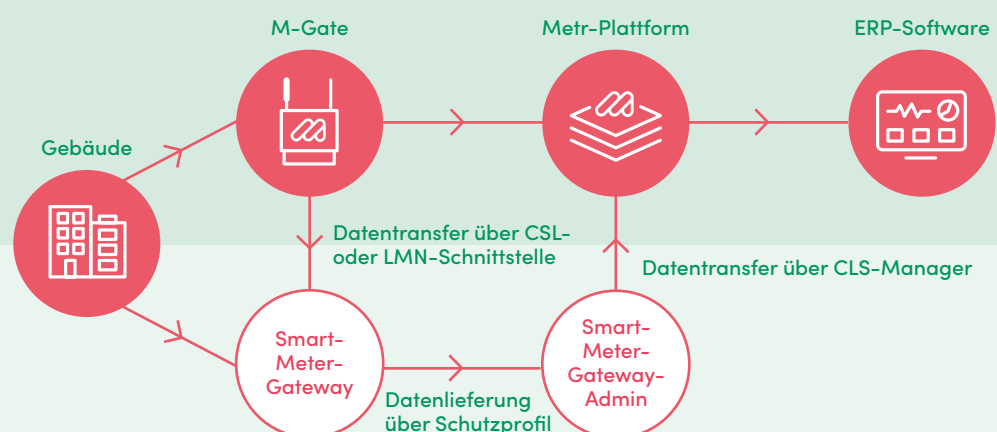 M-Gate
Metr-Plattform
ERP-Software
Gebäude
Datentransfer über CSL-
oder LMN-Schnittstelle
Datentransfer über CLS-Manager
Smart-
Meter-
Gateway
Smart-
Meter-
Gateway-
Admin
Datenlieferung
über Schutzprofil